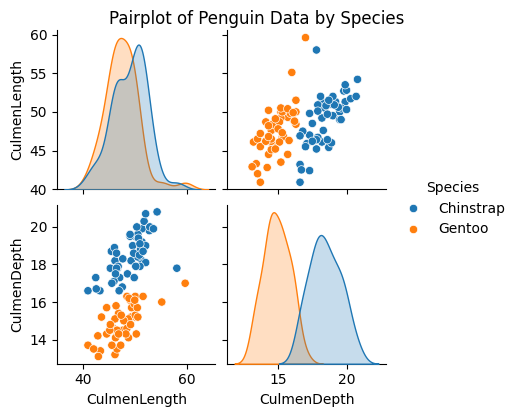 Pairplot of Penguin Data by Species
60
55
50
45
40
CulmenLength
Species
Chinstrap
Gentoo
20
18
16
14
CulmenDepth
40 60 15 20
CulmenLength CulmenDepth